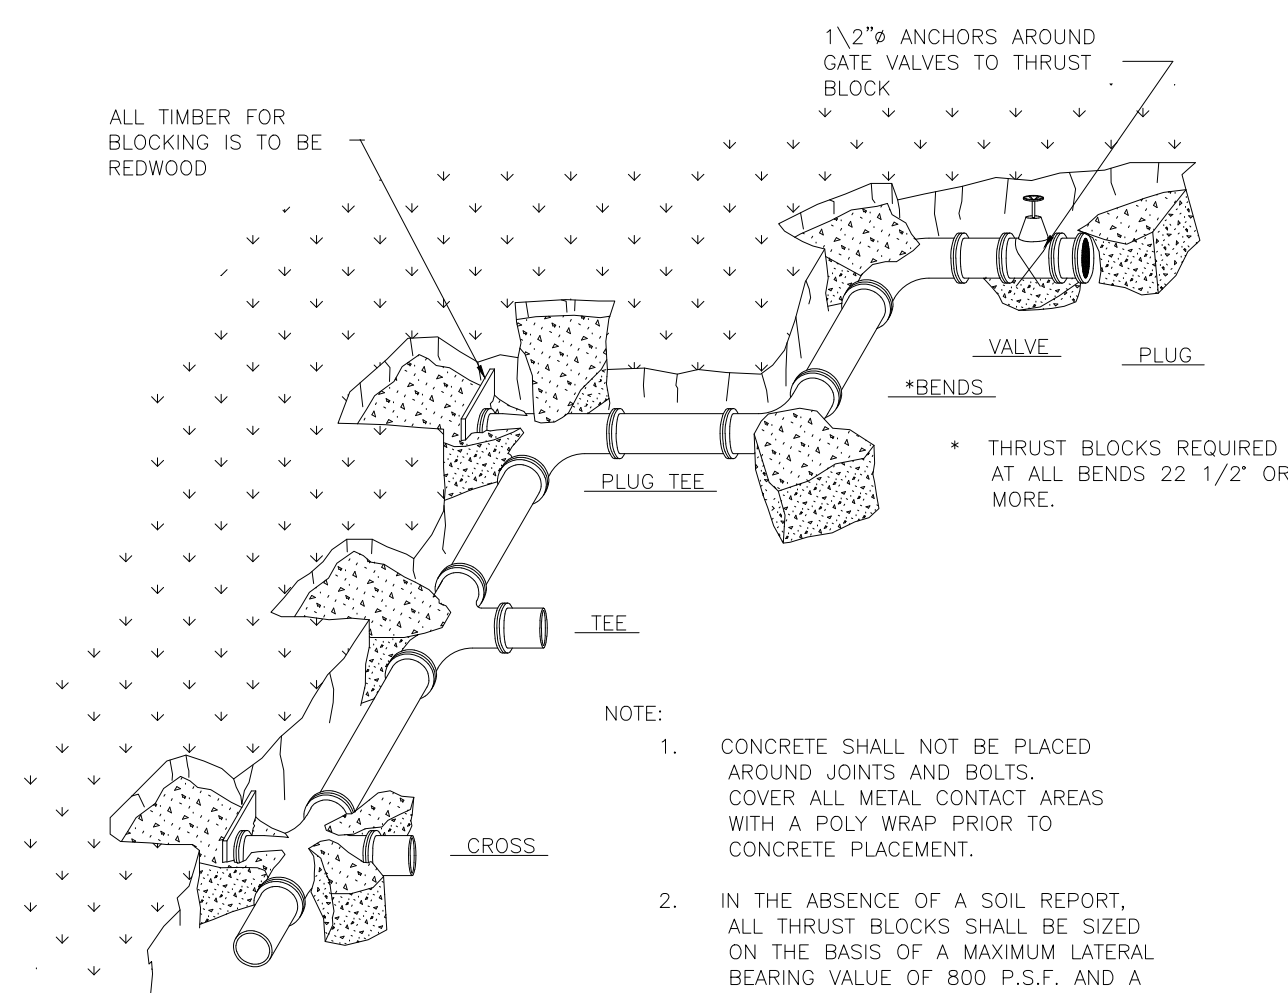 1\2"ø ANCHORS AROUND
GATE VALVES TO THRUST
BLOCK
ALL TIMBER FOR
BLOCKING IS TO BE
REDWOOD
VALVE
PLUG
*BENDS
* THRUST BLOCKS REQUIRED
AT ALL BENDS 22 1/2° OR
MORE.
PLUG TEE
TEE
CROSS
NOTE:
1. CONCRETE SHALL NOT BE PLACED
AROUND JOINTS AND BOLTS.
COVER ALL METAL CONTACT AREAS
WITH A POLY WRAP PRIOR TO
CONCRETE PLACEMENT.
2. IN THE ABSENCE OF A SOIL REPORT,
ALL THRUST BLOCKS SHALL BE SIZED
ON THE BASIS OF A MAXIMUM LATERAL
BEARING VALUE OF 800 P.S.F. AND A